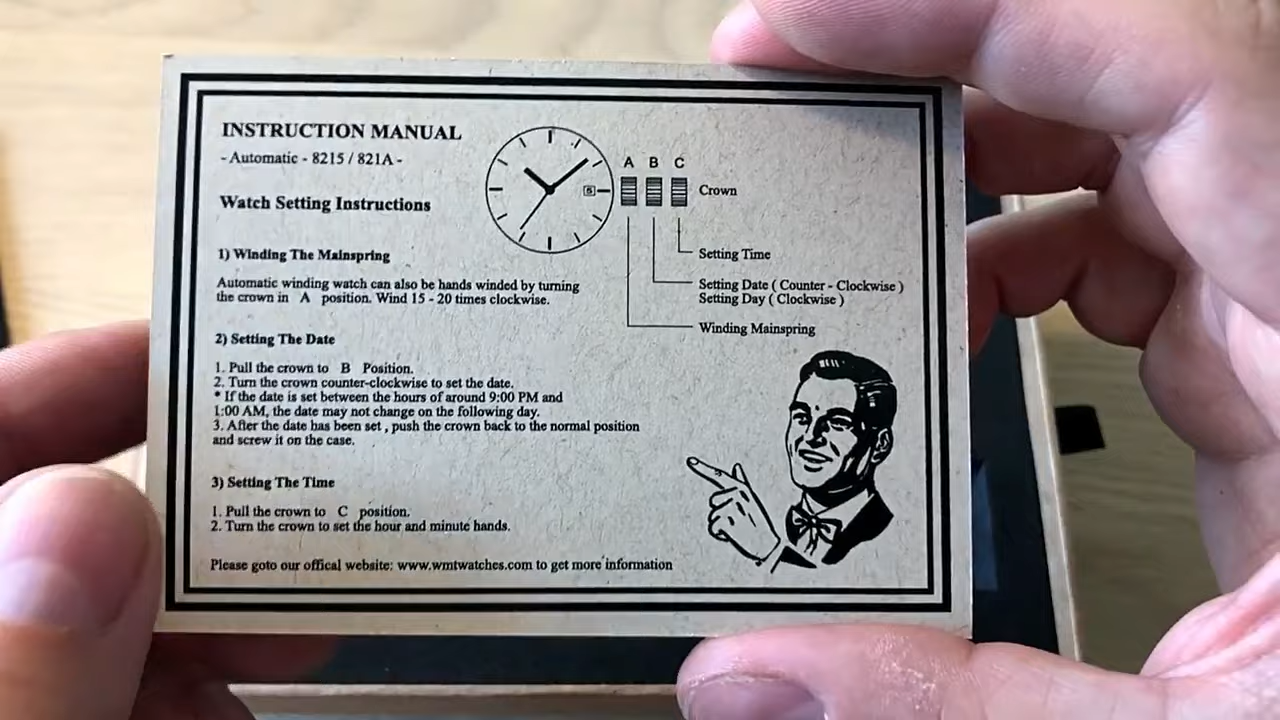 INSTRUCTION MANUAL
- Automatic - 8215 / 821A -
Watch Setting Instructions
A B C
5
Crown
Setting Time
Setting Date ( Counter - Clockwise )
Setting Day ( Clockwise )
Winding Mainspring
1) Winding The Mainspring
Automatic winding watch can also be hands winded by turning
the crown in A position. Wind 15 - 20 times clockwise.
2) Setting The Date
1. Pull the crown to B Position.
2. Turn the crown counter-clockwise to set the date.
* If the date is set between the hours of around 9:00 PM and
1:00 AM, the date may not change on the following day.
3. After the date has been set , push the crown back to the normal position
and screw it on the case.
3) Setting The Time
1. Pull the crown to C position.
2. Turn the crown to set the hour and minute hands.
Please goto our offical website: www.wmtwatches.com to get more information